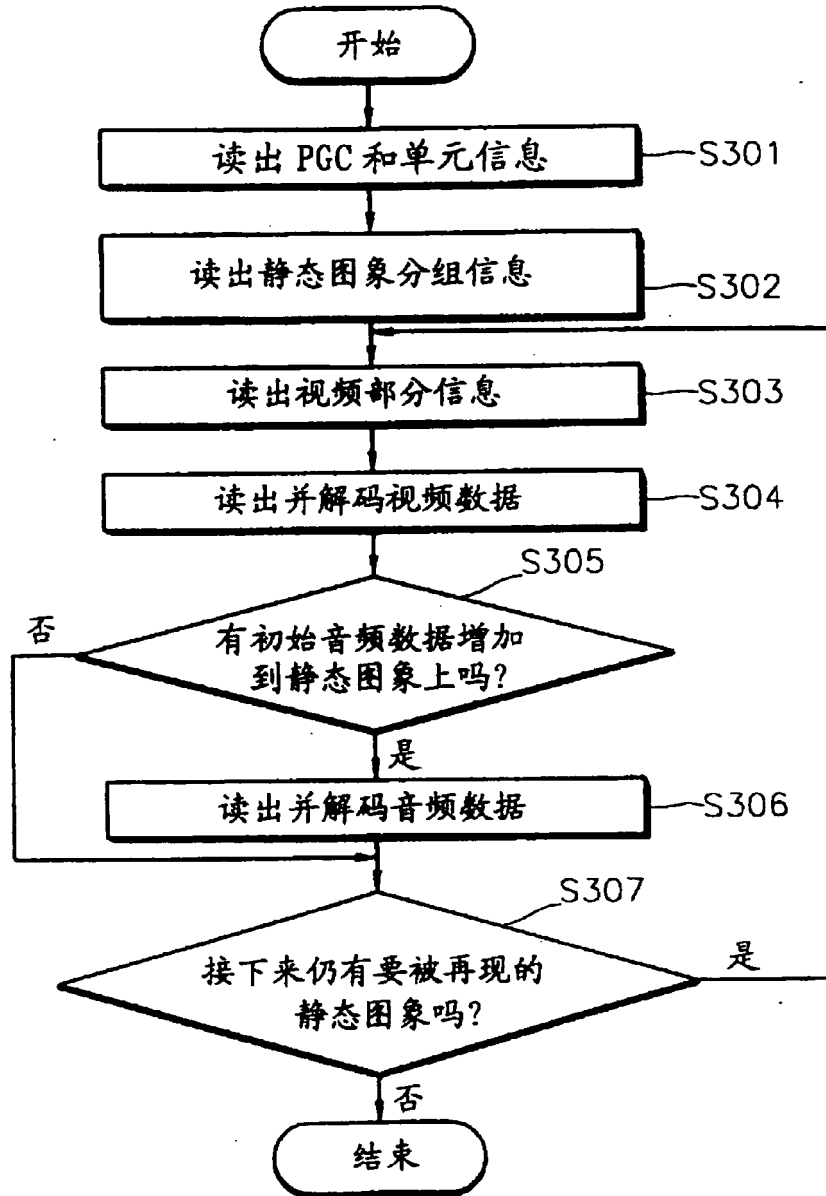 开始
读出 PGC 和单元信息
S301
读出静态图象分组信息
S302
读出视频部分信息
S303
读出并解码视频数据
S304
S305
否
有初始音频数据增加
到静态图象上吗?
是
读出并解码音频数据
S306
S307
接下来仍有要被再现的
静态图象吗?
是
否
结束